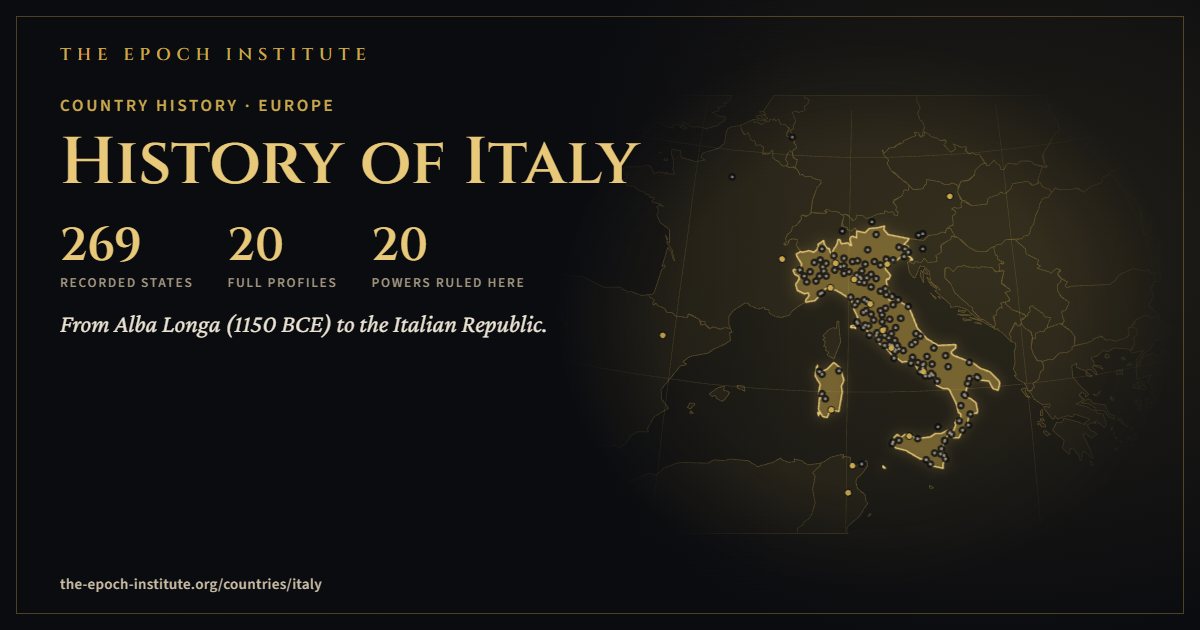 THE EPOCH INSTITUTE
COUNTRY HISTORY · EUROPE
History of Italy
269 20 20
RECORDED STATES FULL PROFILES POWERS RULED HERE
From Alba Longa (1150 BCE) to the Italian Republic.
the-epoch-institute.org/countries/italy